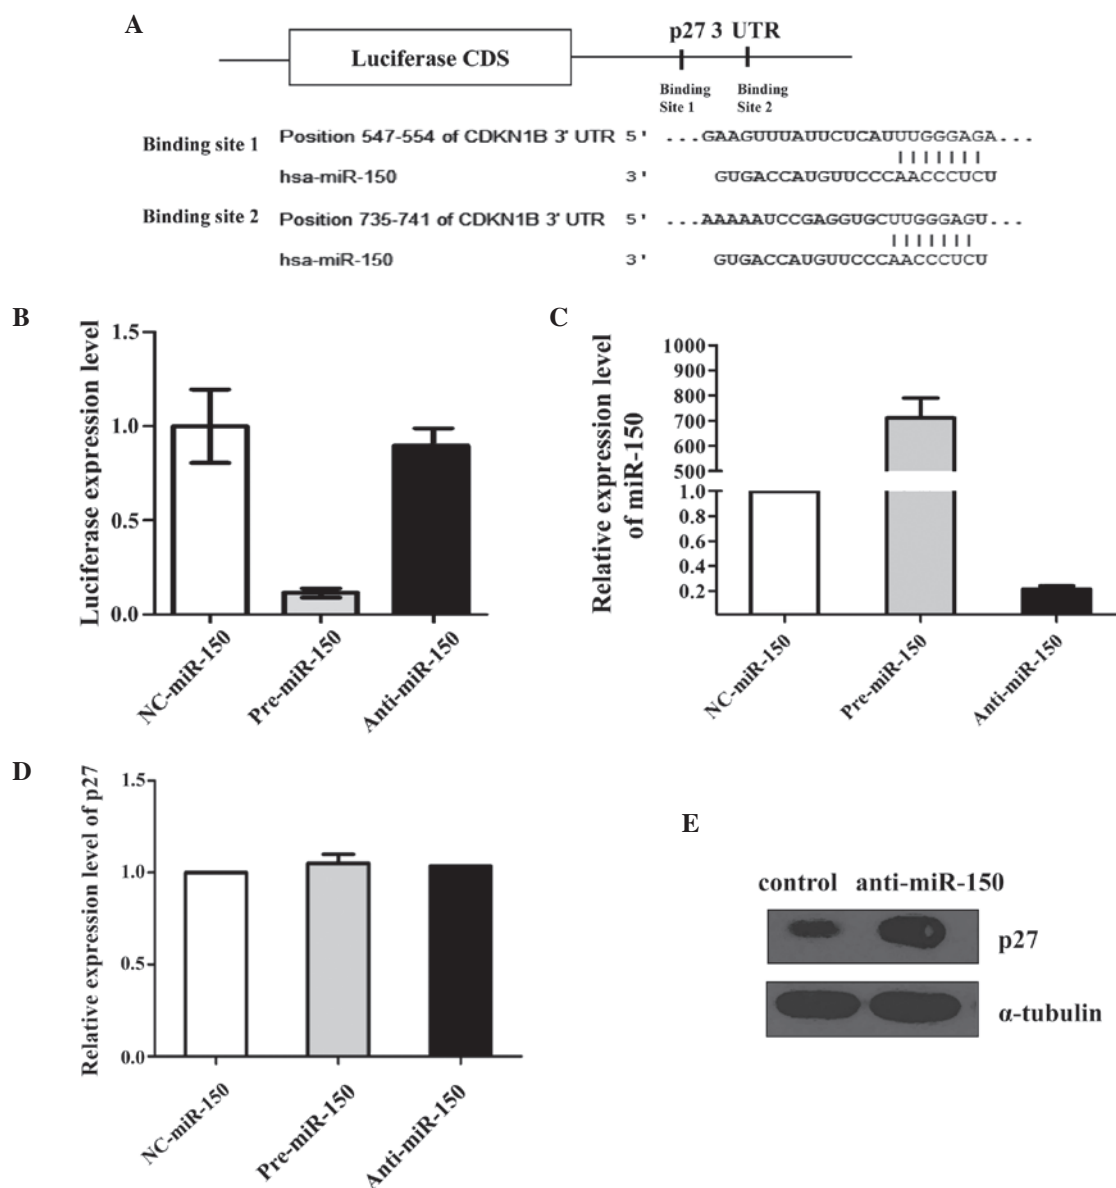 A
p27 3 UTR
Luciferase CDS
Binding Site 1
Binding Site 2
Binding site 1
Position 547-554 of CDKN1B 3' UTR 5' ...GAAGUUUAUUCUCAUUUGGGAGA...
hsa-miR-150 3' GUGACCAUGUUCCCAACCCUCU
Binding site 2
Position 735-741 of CDKN1B 3' UTR 5' ...AAAAAUCCGAGGUGCUUGGGAGU...
hsa-miR-150 3' GUGACCAUGUUCCCAACCCUCU
B
Luciferase expression level
1.5
1.0
0.5
0.0
NC-miR-150
Pre-miR-150
Anti-miR-150
C
Relative expression level
of miR-150
1000
900
800
700
600
500
1.0
0.8
0.6
0.4
0.2
NC-miR-150
Pre-miR-150
Anti-miR-150
D
Relative expression level of p27
1.5
1.0
0.5
0.0
NC-miR-150
Pre-miR-150
Anti-miR-150
E
control anti-miR-150
p27
α-tubulin